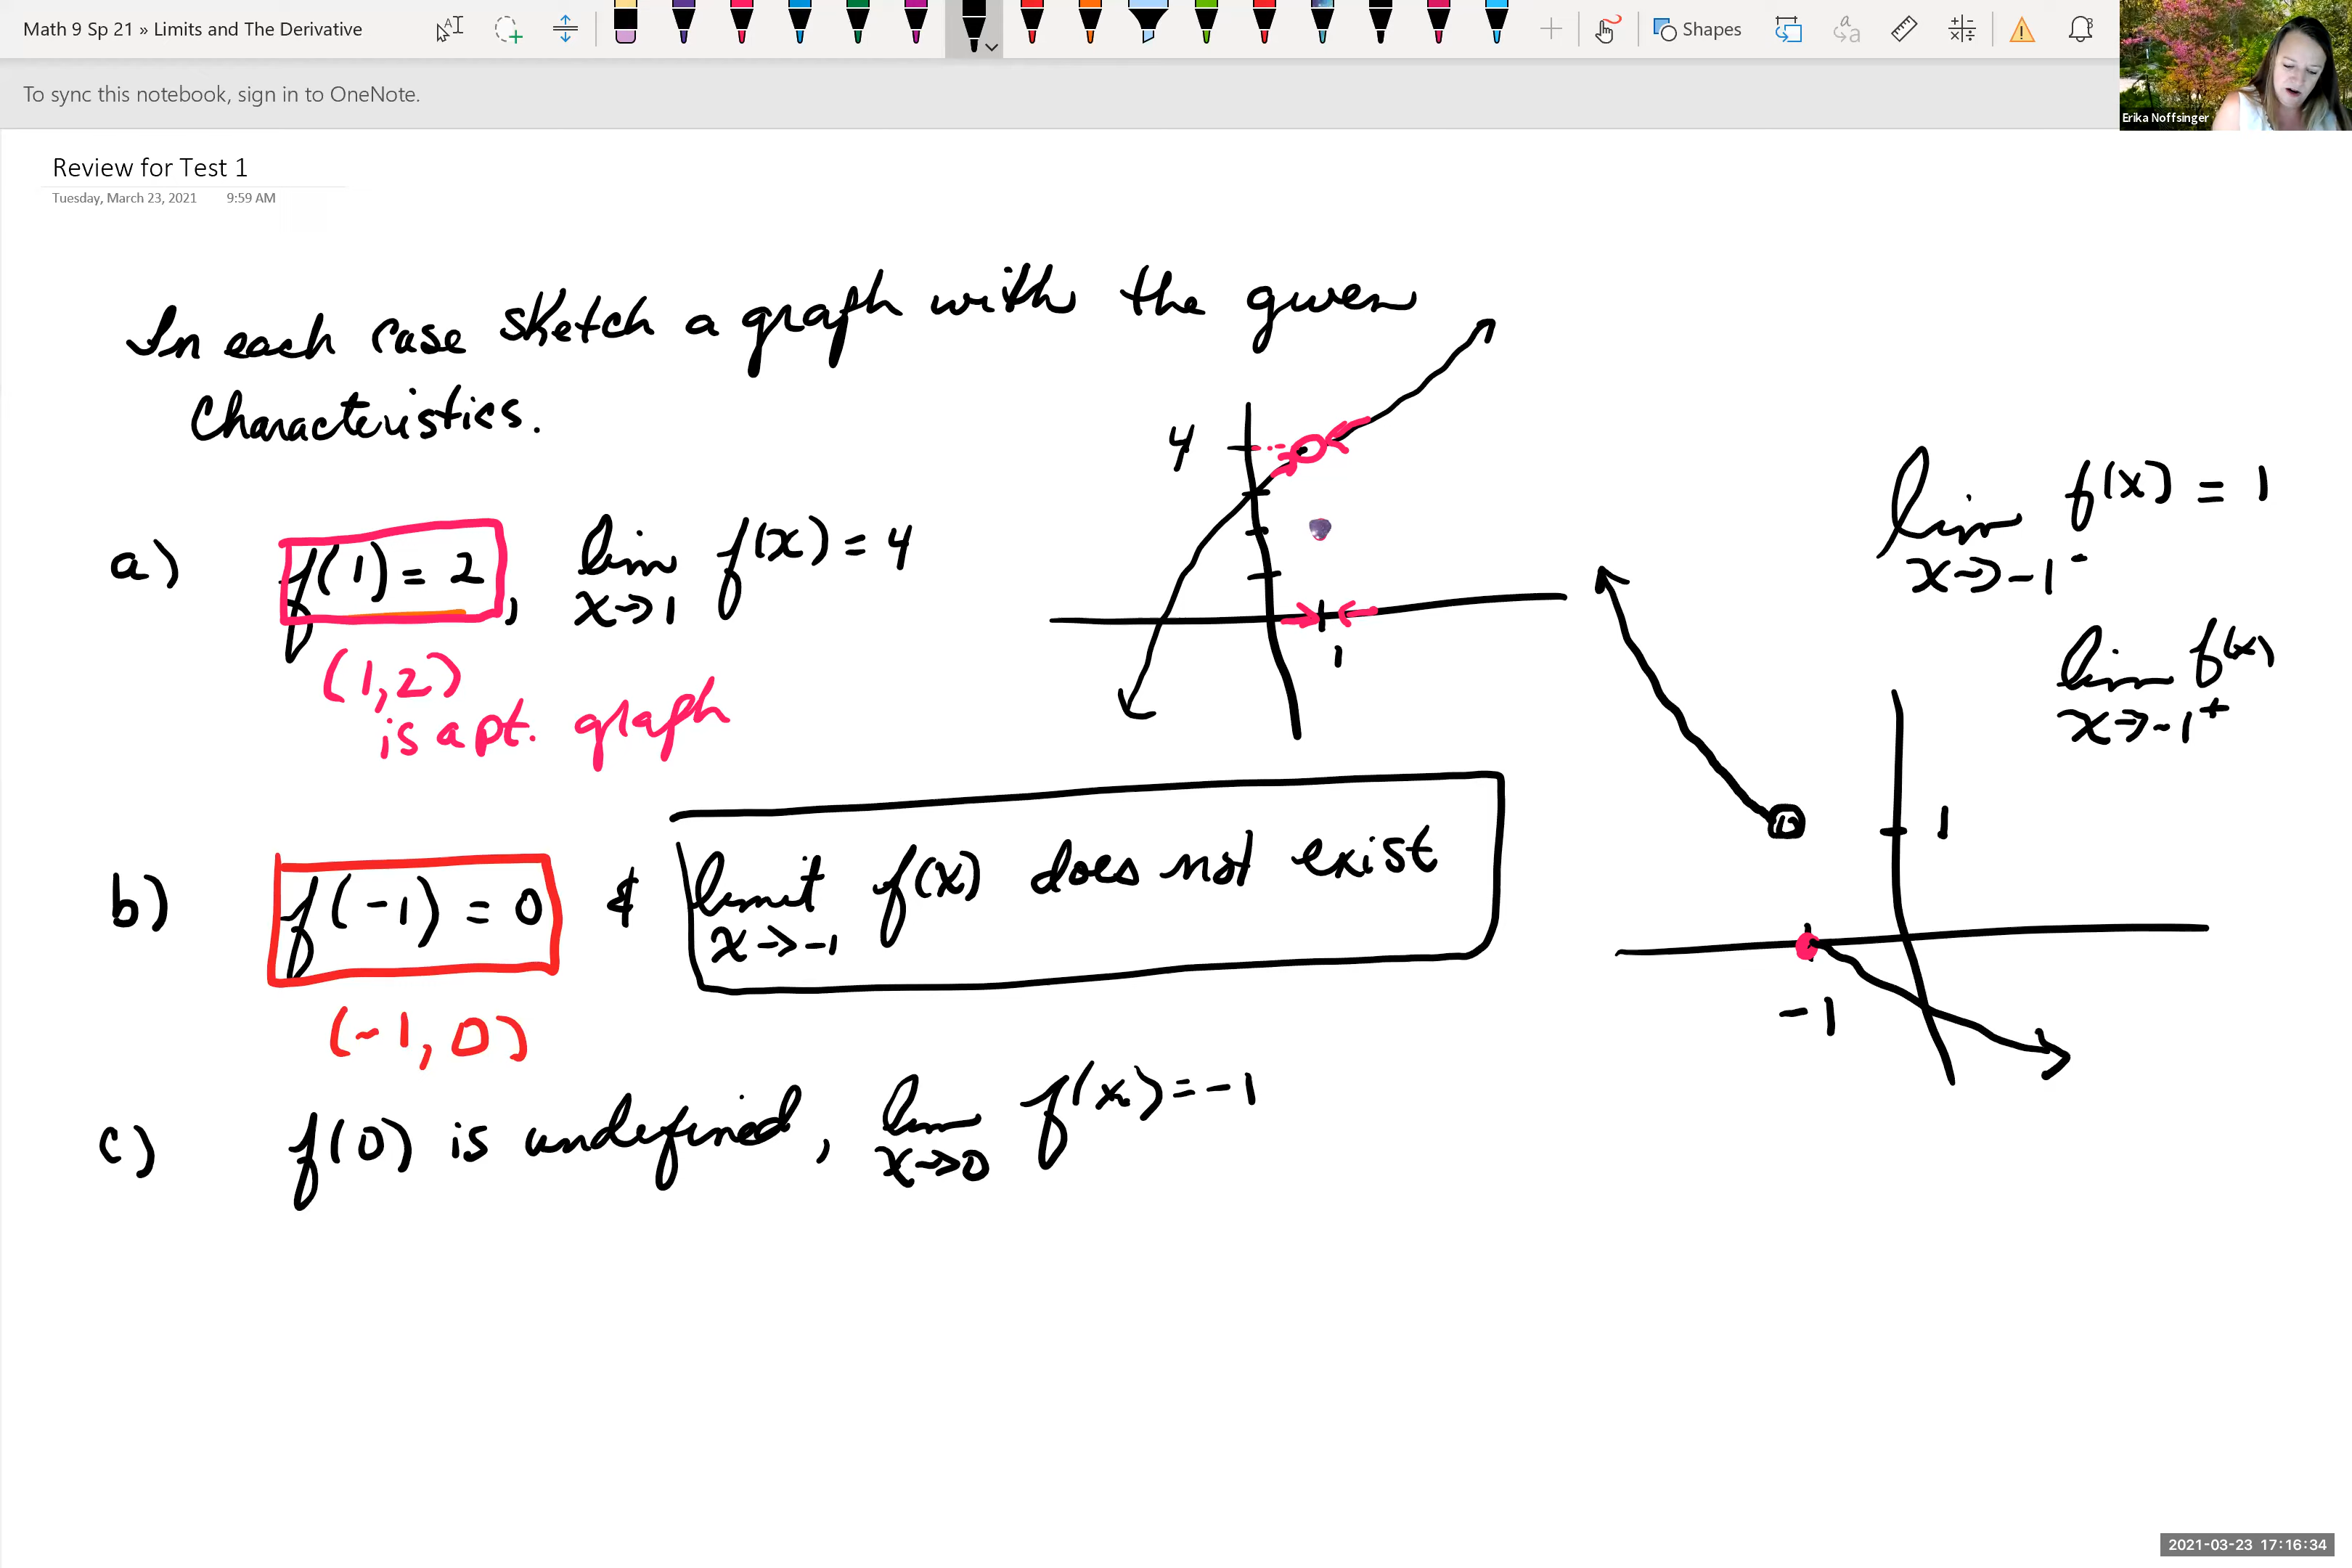 Math 9 Sp 21 » Limits and The Derivative
Shapes
Erika Noffsinger
To sync this notebook, sign in to OneNote.
Review for Test 1
Tuesday, March 23, 2021 9:59 AM
In each case sketch a graph with the given
characteristics.
a) f(1) = 2, lim f(x) = 4
x→1
(1,2)
is a pt. graph
4
1
lim f(x) = 1
x→-1⁻
lim f(x)
x→-1⁺
b) f(-1) = 0 & limit f(x) does not exist
x→-1
(-1, 0)
1
-1
c) f(0) is undefined, lim f(x) = -1
x→0
2021-03-23 17:16:34